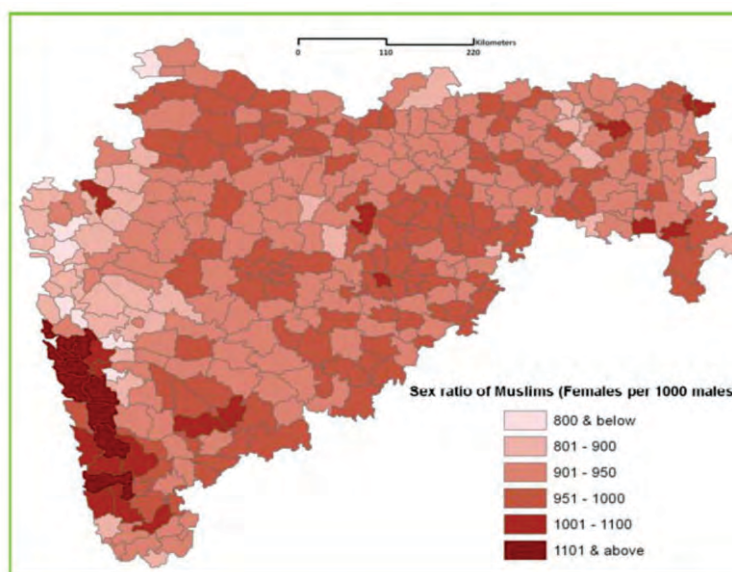 Kilometers
0 110 220
Sex ratio of Muslims (Females per 1000 males
800 & below
801 - 900
901 - 950
951 - 1000
1001 - 1100
1101 & above